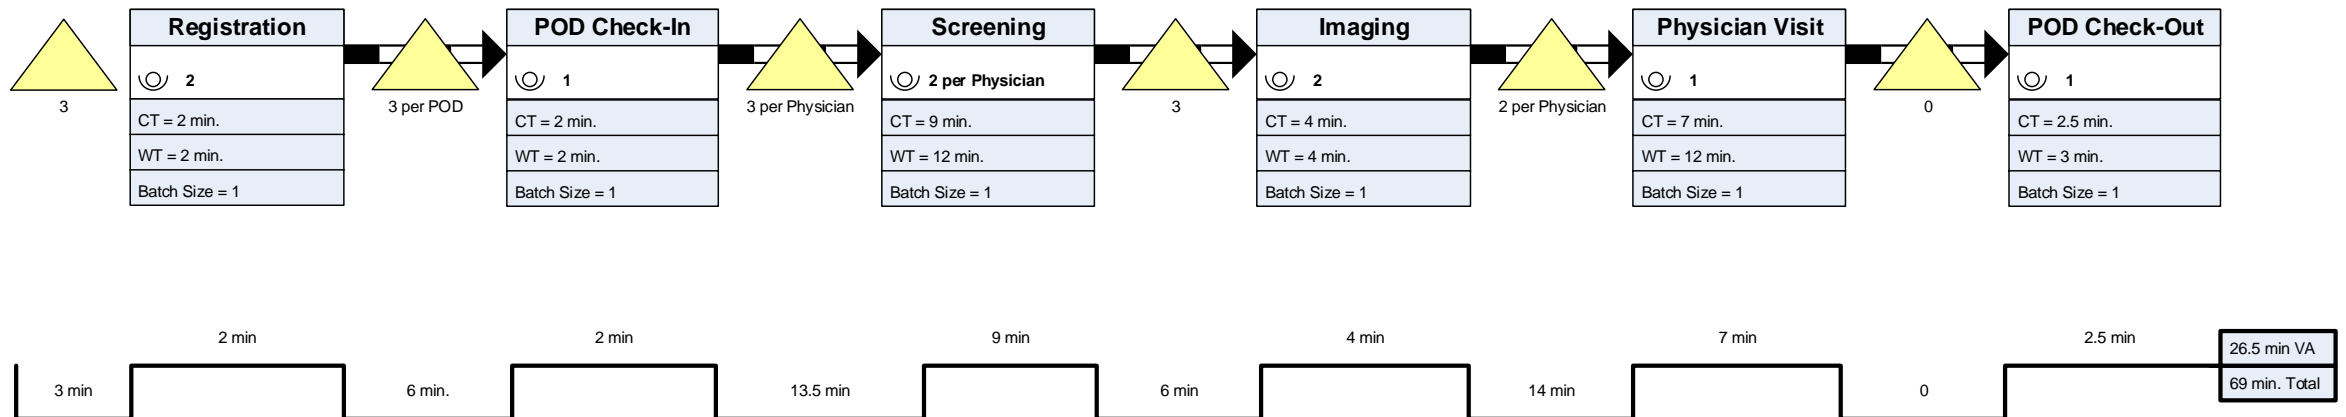 Registration
2
CT = 2 min.
WT = 2 min.
Batch Size = 1
POD Check-In
1
CT = 2 min.
WT = 2 min.
Batch Size = 1
Screening
2 per Physician
CT = 9 min.
WT = 12 min.
Batch Size = 1
Imaging
2
CT = 4 min.
WT = 4 min.
Batch Size = 1
Physician Visit
1
CT = 7 min.
WT = 12 min.
Batch Size = 1
POD Check-Out
1
CT = 2.5 min.
WT = 3 min.
Batch Size = 1
3
3 per POD
3 per Physician
3
2 per Physician
0
2 min
2 min
9 min
4 min
7 min
2.5 min
26.5 min VA
3 min
6 min.
13.5 min
6 min
14 min
0
69 min. Total